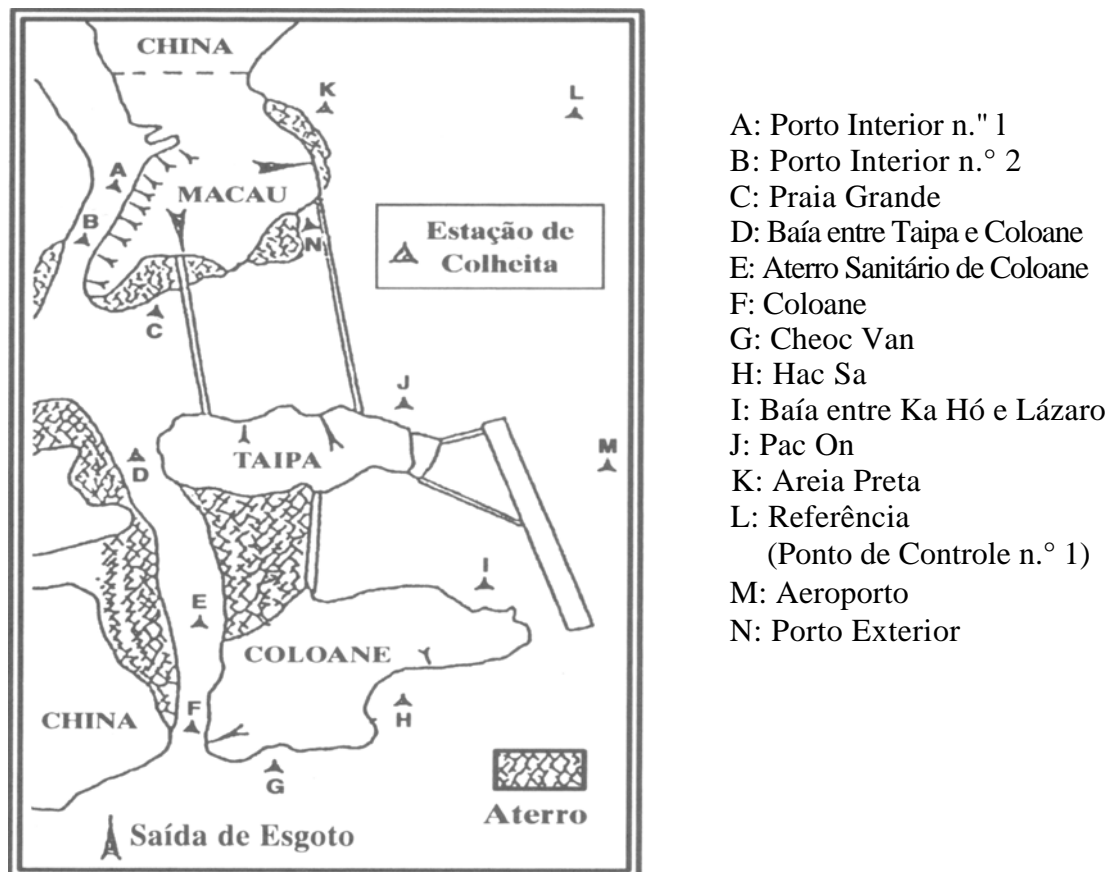 CHINA
K
L
A
MACAU
B
N
Estação de
Colheita
C
J
M
D
TAIPA
I
E
COLOANE
F
CHINA
H
G
Aterro
Saída de Esgoto
A: Porto Interior n." l
B: Porto Interior n.° 2
C: Praia Grande
D: Baía entre Taipa e Coloane
E: Aterro Sanitário de Coloane
F: Coloane
G: Cheoc Van
H: Hac Sa
I: Baía entre Ka Hó e Lázaro
J: Pac On
K: Areia Preta
L: Referência
(Ponto de Controle n.° 1)
M: Aeroporto
N: Porto Exterior